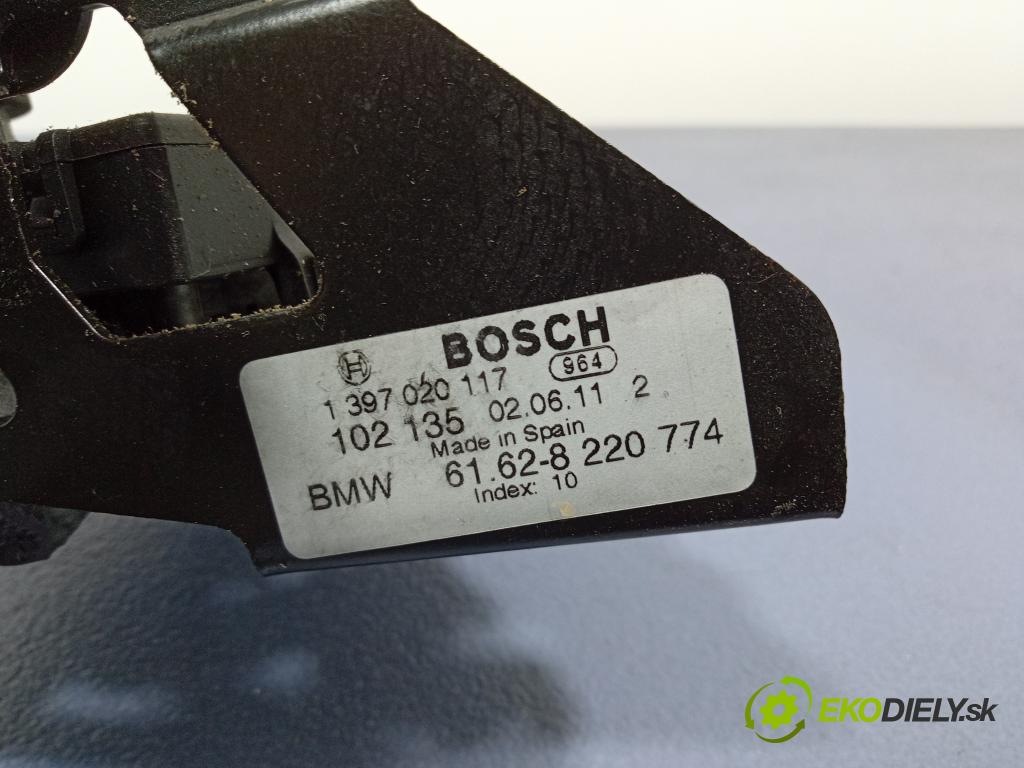 BOSCH
H
964
1 397 020 117
102 135 02.06.11 2
Made in Spain
BMW 61.62-8 220 774
Index: 10
EKODIELY.sk